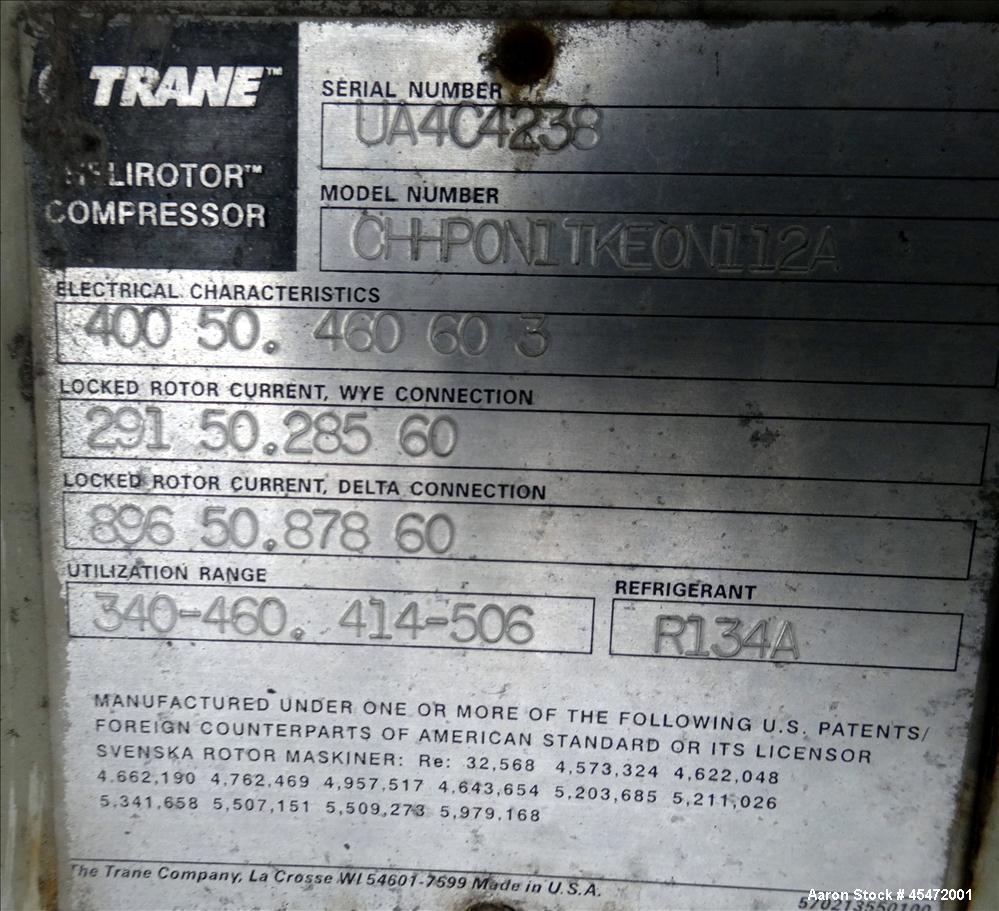 TRANE™
HELIROTOR™
COMPRESSOR
SERIAL NUMBER
UA4C4238
MODEL NUMBER
CHHPON1TKEON112A
ELECTRICAL CHARACTERISTICS
400 50. 460 60 3
LOCKED ROTOR CURRENT, WYE CONNECTION
291 50.285 60
LOCKED ROTOR CURRENT, DELTA CONNECTION
896 50.878 60
UTILIZATION RANGE
340-460. 414-506
REFRIGERANT
R134A
MANUFACTURED UNDER ONE OR MORE OF THE FOLLOWING U.S. PATENTS/
FOREIGN COUNTERPARTS OF AMERICAN STANDARD OR ITS LICENSOR
SVENSKA ROTOR MASKINER: Re: 32,568 4,573,324 4,622,048
4.662,190 4,762,469 4,957,517 4,643,654 5,203,685 5,211,026
5,341,658 5,507,151 5,509,273 5,979,168
The Trane Company, La Crosse WI 54601-7599 Made in U.S.A.
Aaron Stock # 45472001